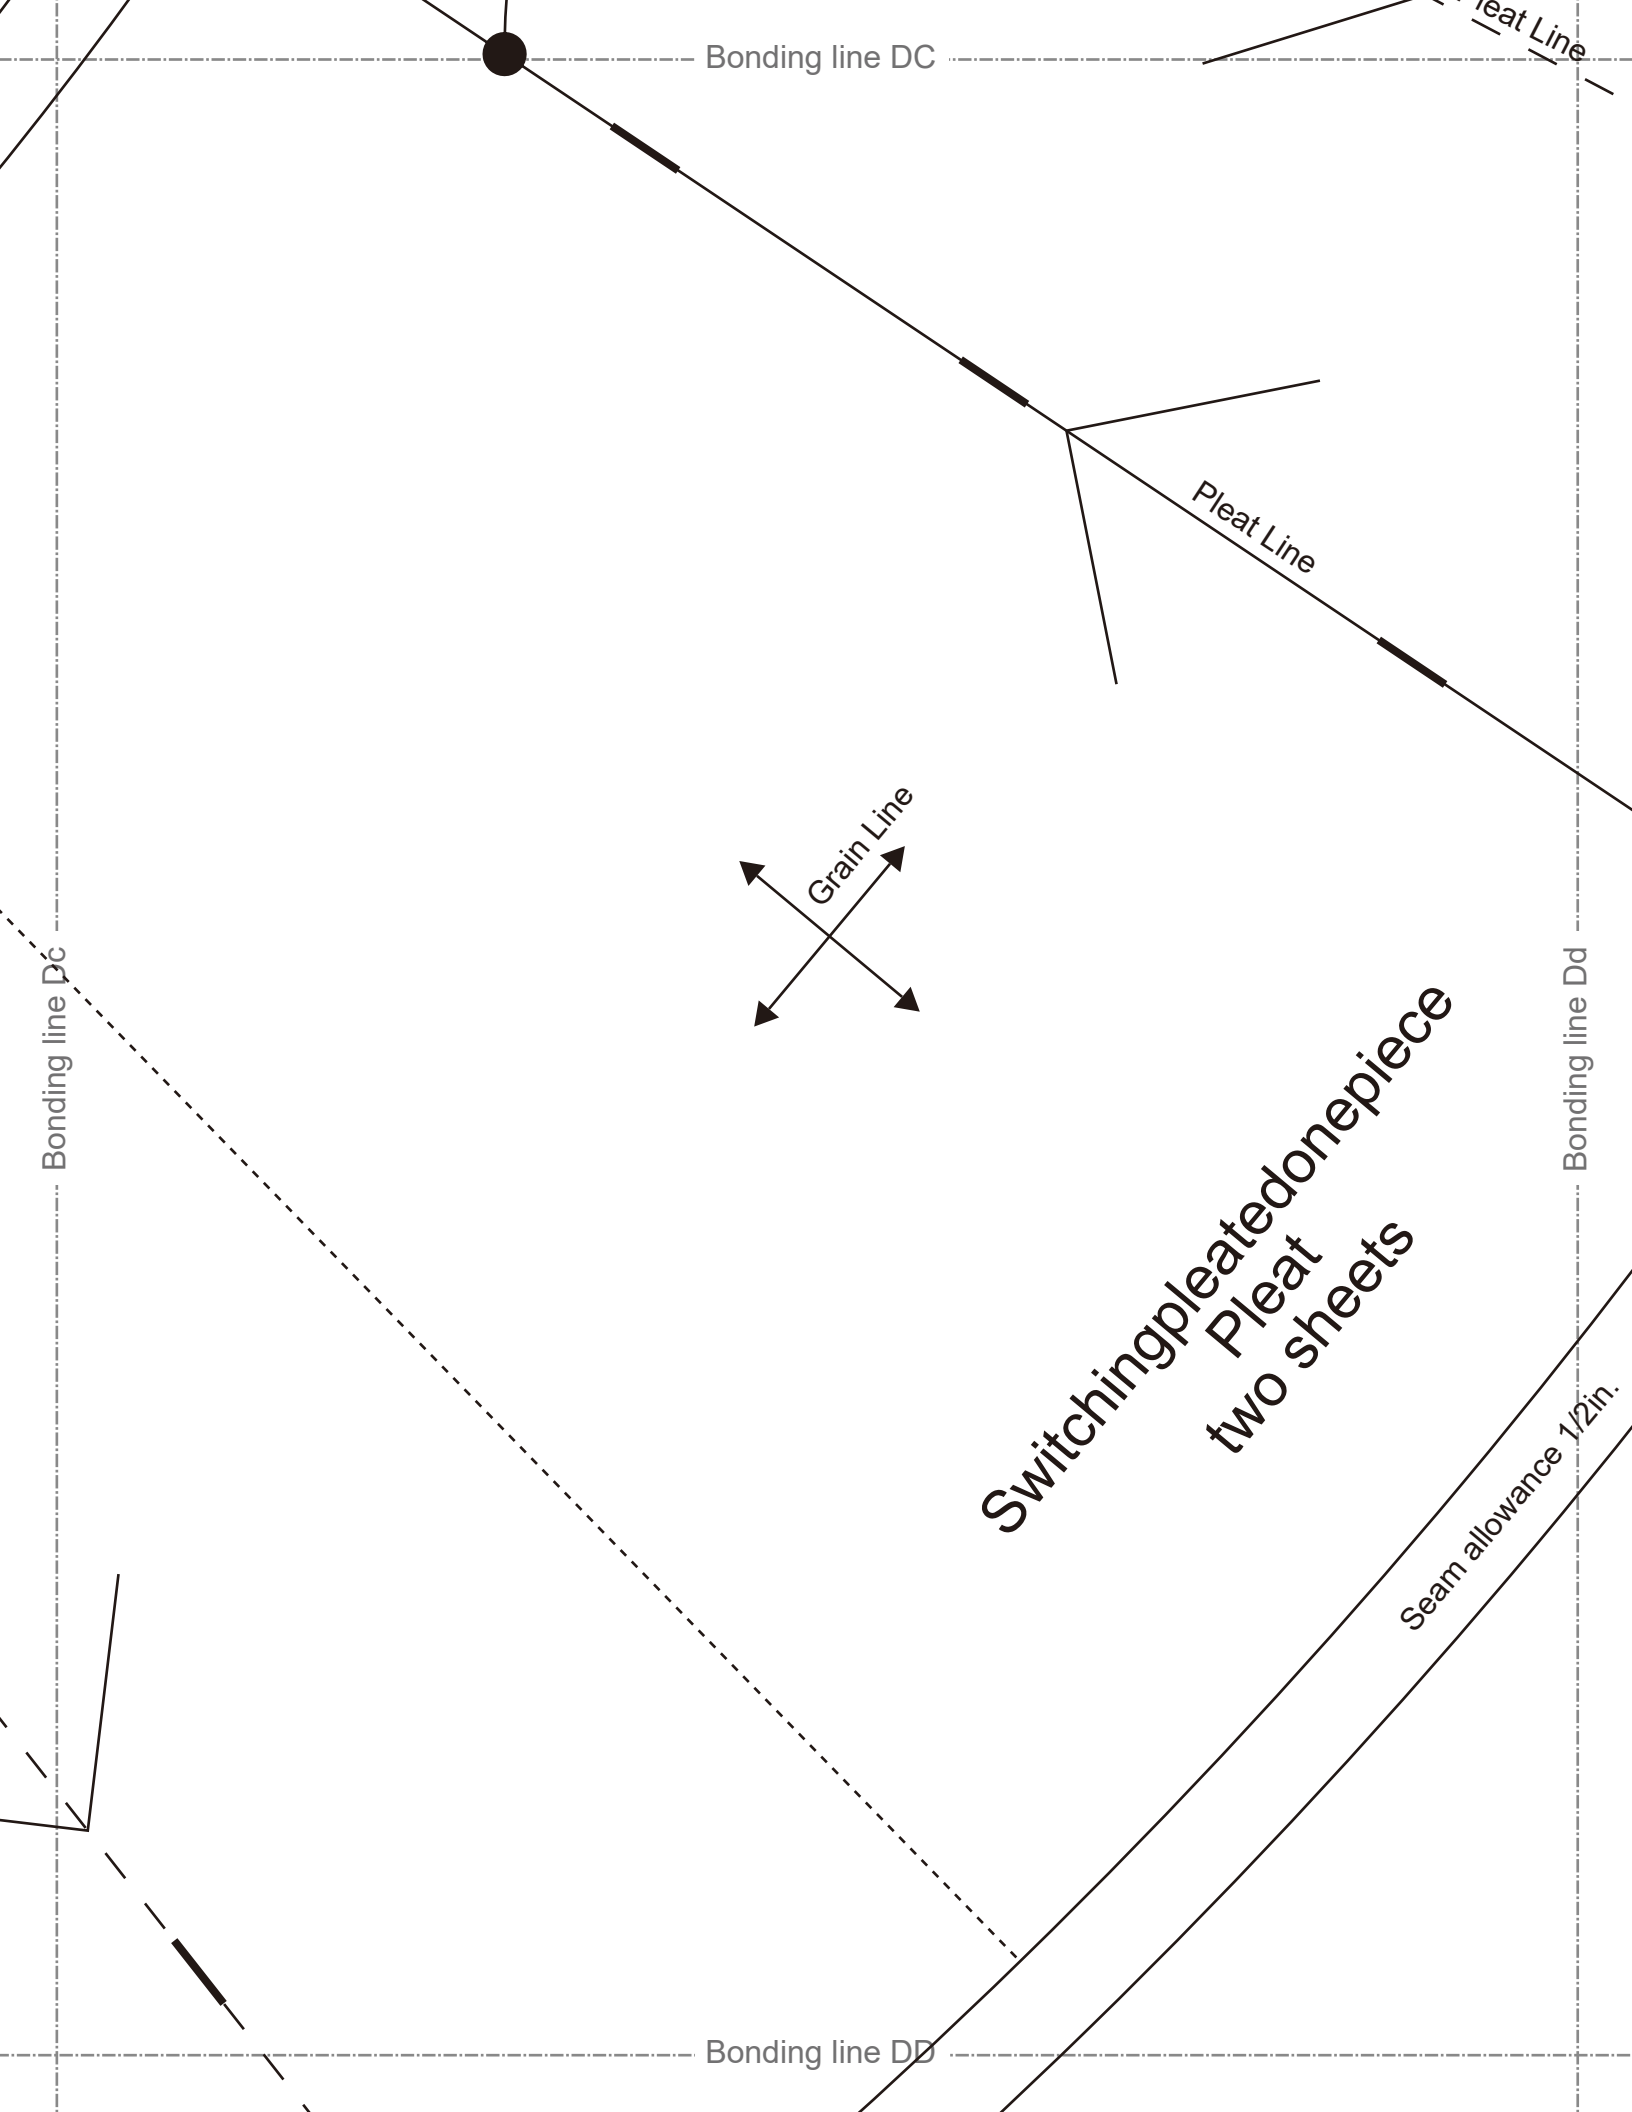 Bonding line DC
Pleat Line
Pleat Line
Grain Line
Bonding line Dc
Bonding line Dd
Switchingpleatedonepiece
Pleat
two sheets
Seam allowance 1/2in.
Bonding line DD